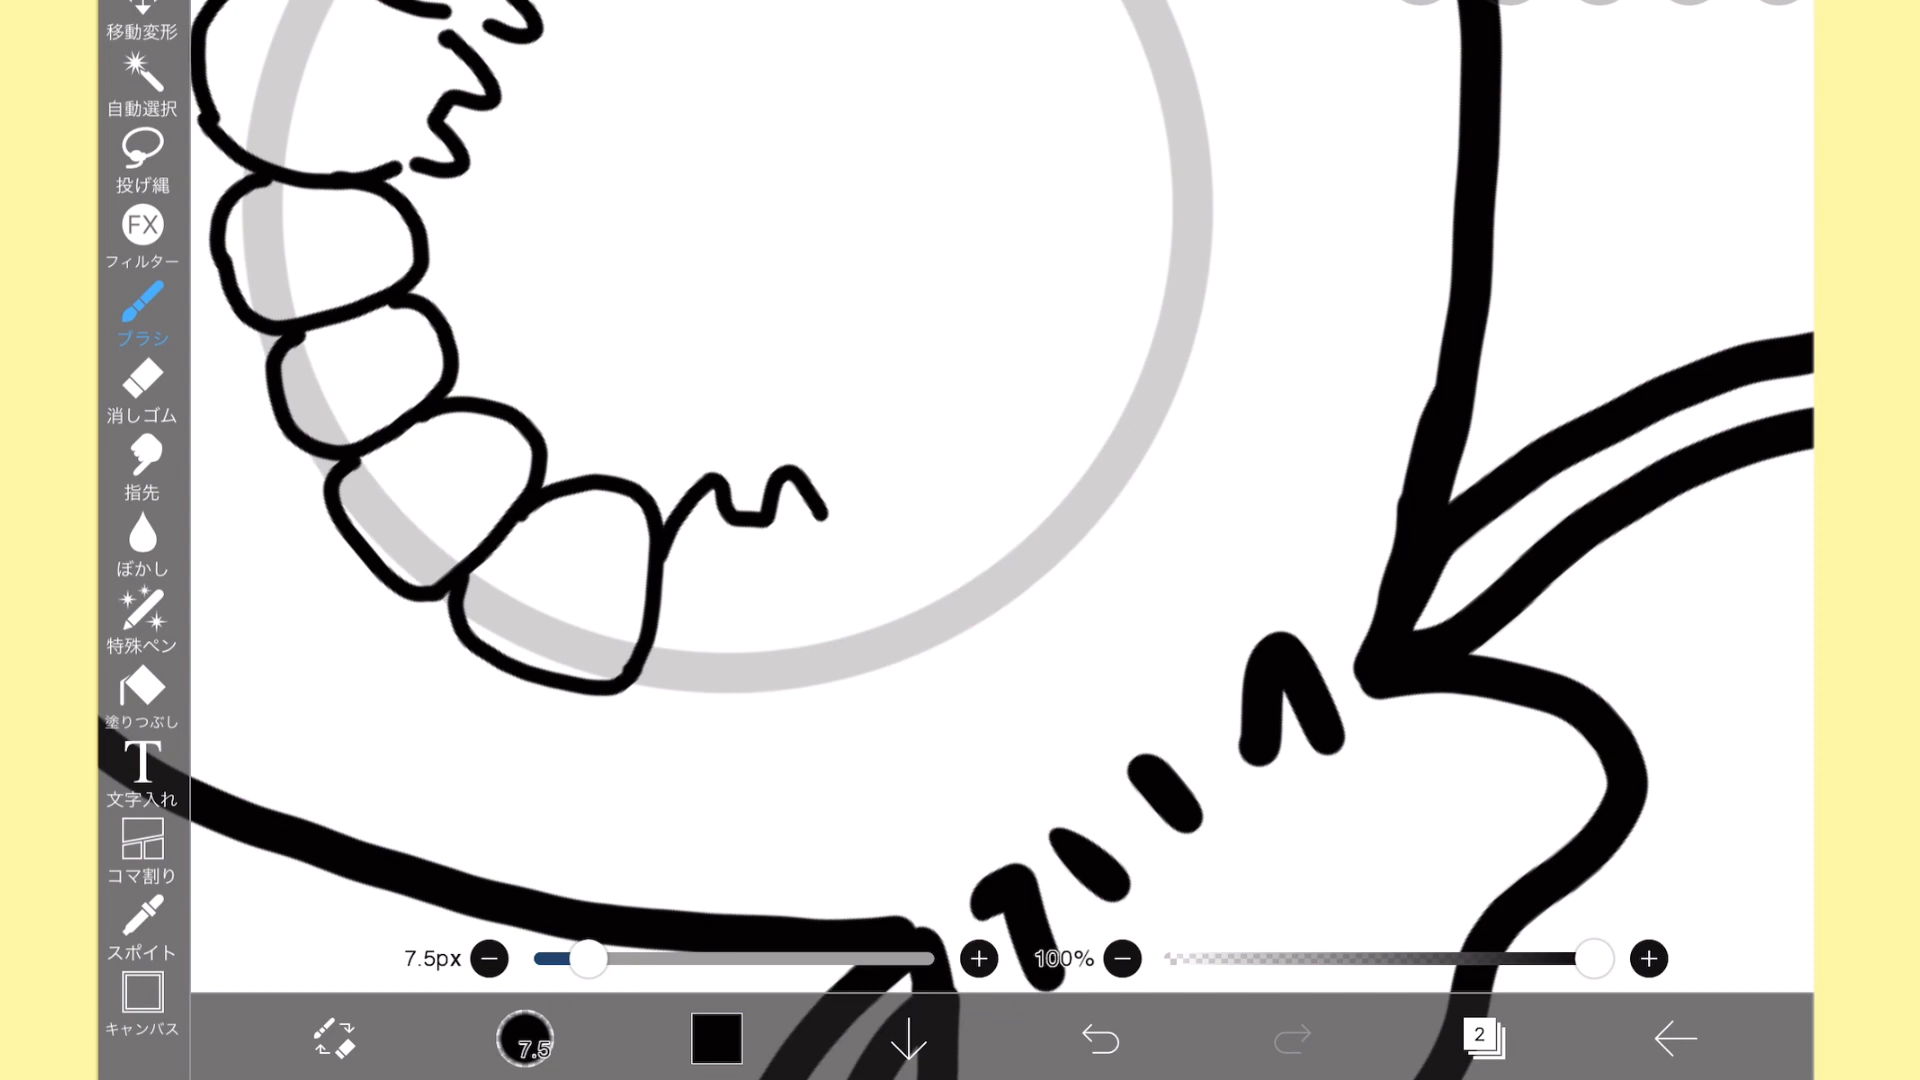 移動変形
自動選択
投げ縄
FX
フィルター
ブラシ
消しゴム
指先
ぼかし
特殊ペン
塗りつぶし
T
文字入れ
コマ割り
スポイト
キャンバス
7.5px
100%
7.5
2